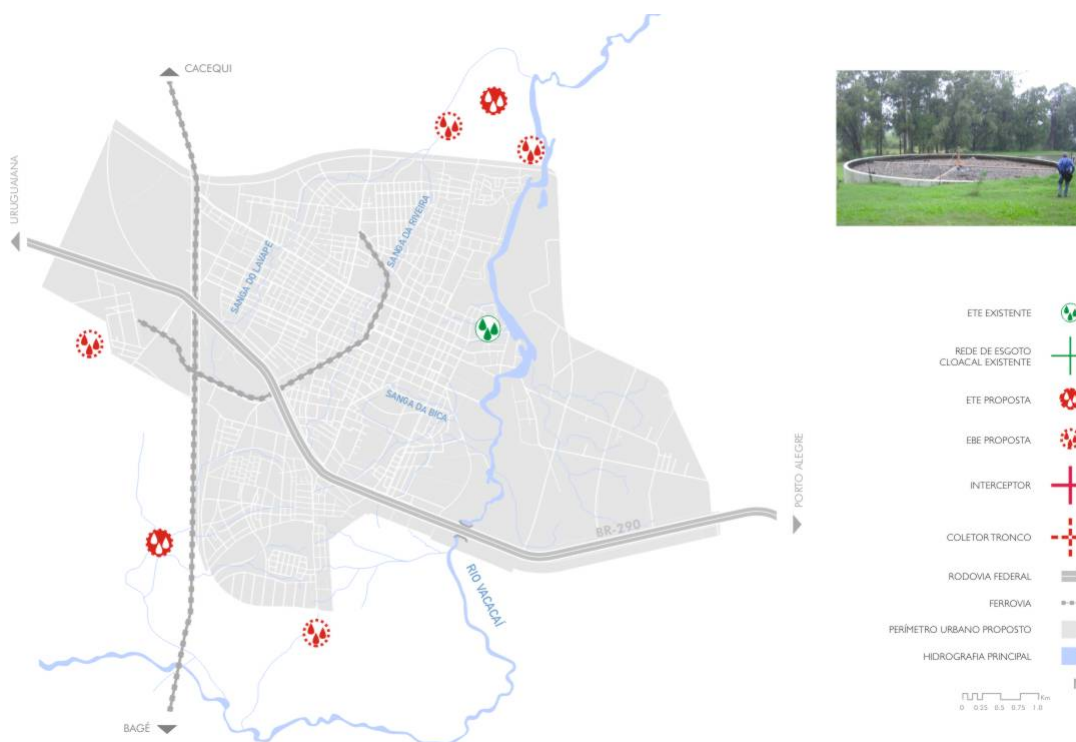 CACEQUI
URUGUAIANA
SANGA DO LAVAPÉ
SANGA DA RIVEIRA
SANGA DA BICA
BR-290
PORTO ALEGRE
RIO VACACAÍ
BAGÉ
ETE EXISTENTE
REDE DE ESGOTO
CLOACAL EXISTENTE
ETE PROPOSTA
EBE PROPOSTA
INTERCEPTOR
COLETOR TRONCO
RODOVIA FEDERAL
FERROVIA
PERÍMETRO URBANO PROPOSTO
HIDROGRAFIA PRINCIPAL
Km
0 0.25 0.5 0.75 1.0